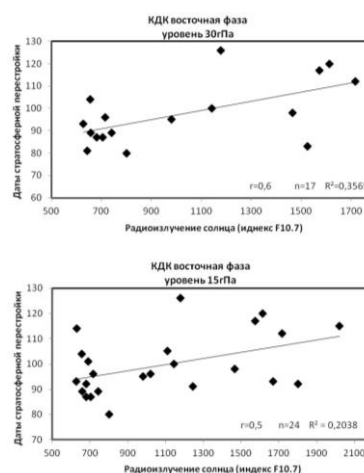 КДК восточная фаза
уровень 30гПа
Даты стратосферной перестройки
130
120
110
100
90
80
70
60
r=0,6 n=17 R²=0,356
500 700 900 1100 1300 1500 1700
Радиоизлучение солнца (иднекс F10.7)
КДК восточная фаза
уровень 15гПа
Даты стратосферной перестройки
130
120
110
100
90
80
70
r=0,5 n=24 R² = 0,2038
500 700 900 1100 1300 1500 1700 1900 2100
Радиоизлучение солнца (индекс F10.7)